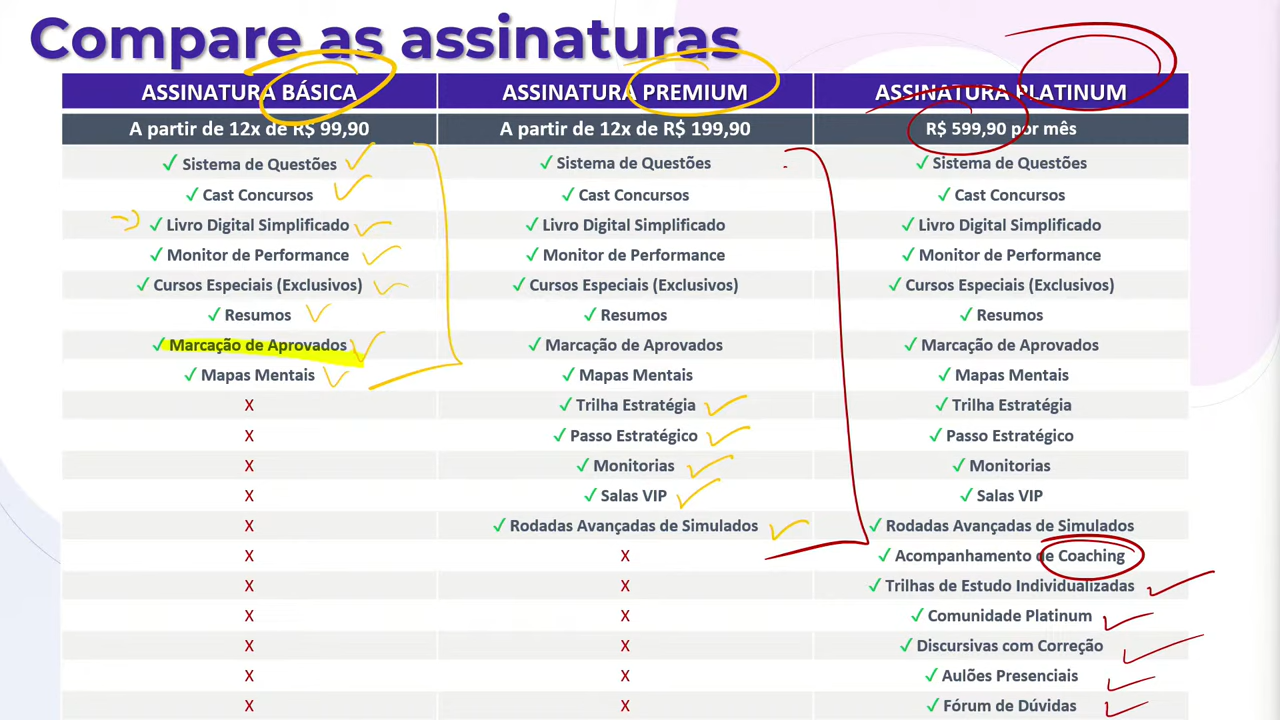 Compare as assinaturas
ASSINATURA BÁSICA ASSINATURA PREMIUM ASSINATURA PLATINUM
A partir de 12x de R$ 99,90 A partir de 12x de R$ 199,90 R$ 599,90 por mês
✓ Sistema de Questões ✓ Sistema de Questões ✓ Sistema de Questões
✓ Cast Concursos ✓ Cast Concursos ✓ Cast Concursos
✓ Livro Digital Simplificado ✓ Livro Digital Simplificado ✓ Livro Digital Simplificado
✓ Monitor de Performance ✓ Monitor de Performance ✓ Monitor de Performance
✓ Cursos Especiais (Exclusivos) ✓ Cursos Especiais (Exclusivos) ✓ Cursos Especiais (Exclusivos)
✓ Resumos ✓ Resumos ✓ Resumos
✓ Marcação de Aprovados ✓ Marcação de Aprovados ✓ Marcação de Aprovados
✓ Mapas Mentais ✓ Mapas Mentais ✓ Mapas Mentais
X ✓ Trilha Estratégia ✓ Trilha Estratégia
X ✓ Passo Estratégico ✓ Passo Estratégico
X ✓ Monitorias ✓ Monitorias
X ✓ Salas VIP ✓ Salas VIP
X ✓ Rodadas Avançadas de Simulados ✓ Rodadas Avançadas de Simulados
X X ✓ Acompanhamento de Coaching
X X ✓ Trilhas de Estudo Individualizadas
X X ✓ Comunidade Platinum
X X ✓ Discursivas com Correção
X X ✓ Aulões Presenciais
X X ✓ Fórum de Dúvidas